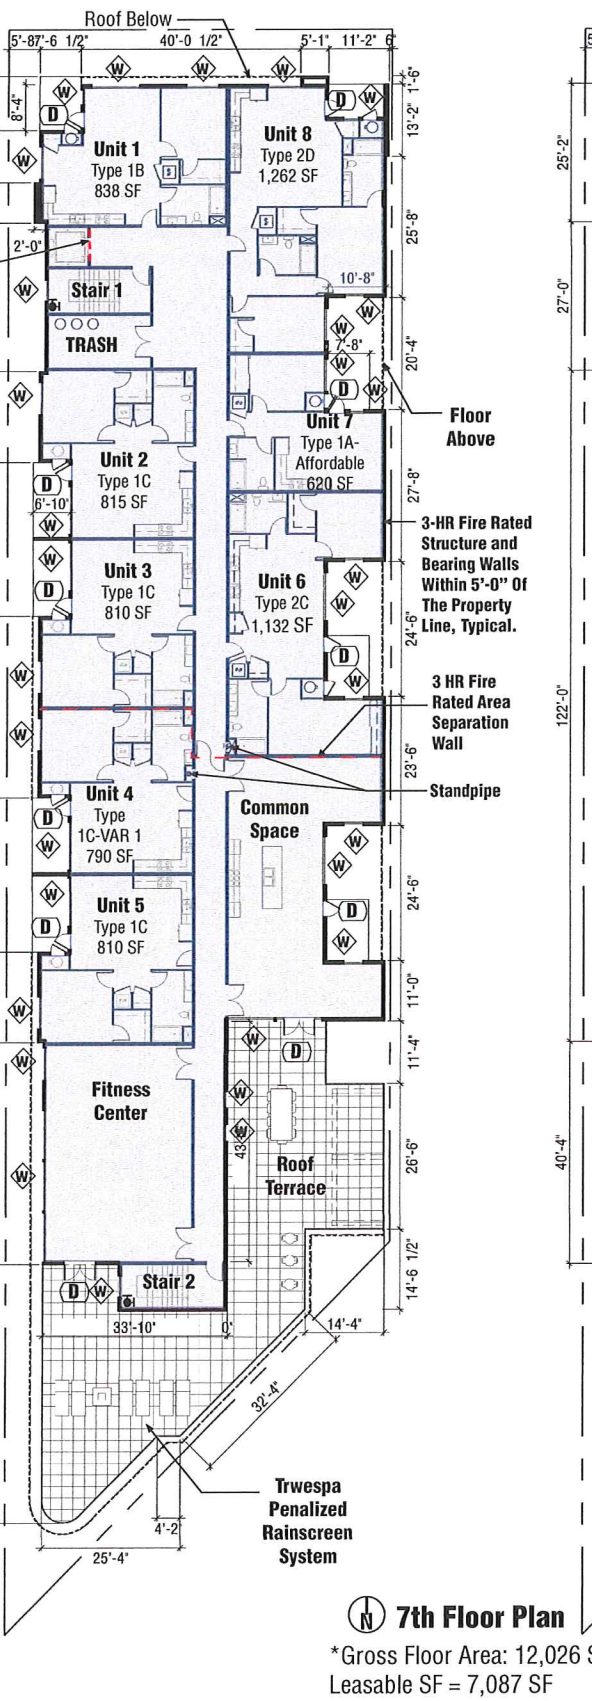 Roof Below
5'-8
7'-6 1/2"
40'-0 1/2"
5'-1"
11'-2"
6"
W
W
W
W
W
8'-4"
D
D
1'-6"
13'-2"
Unit 1
Type 1B
838 SF
Unit 8
Type 2D
1,262 SF
W
25'-2"
2'-0"
25'-8"
10'-8"
W
Stair 1
27'-0"
TRASH
W
W
7'-8"
20'-4"
W
D
W
W
Floor
Above
Unit 7
Type 1A-
Affordable
620 SF
Unit 2
Type 1C
815 SF
D
6'-10"
W
27'-8"
3-HR Fire Rated
Structure and
Bearing Walls
Within 5'-0" Of
The Property
Line, Typical.
W
D
Unit 3
Type 1C
810 SF
Unit 6
Type 2C
1,132 SF
W
W
D
W
24'-6"
W
W
3 HR Fire
Rated Area
Separation
Wall
122'-0"
23'-6"
Standpipe
Unit 4
Type
1C-VAR 1
790 SF
D
W
Common
Space
W
W
D
W
24'-6"
W
D
Unit 5
Type 1C
810 SF
11'-0"
W
W
W
D
11'-4"
Fitness
Center
W
W
43
W
Roof
Terrace
26'-6"
40'-4"
D
W
Stair 2
14'-6 1/2"
33'-10"
0"
14'-4"
32'-4"
Trwespa
Penalized
Rainscreen
System
4'-2"
25'-4"
N
7th Floor Plan
*Gross Floor Area: 12,026 S
Leasable SF = 7,087 SF